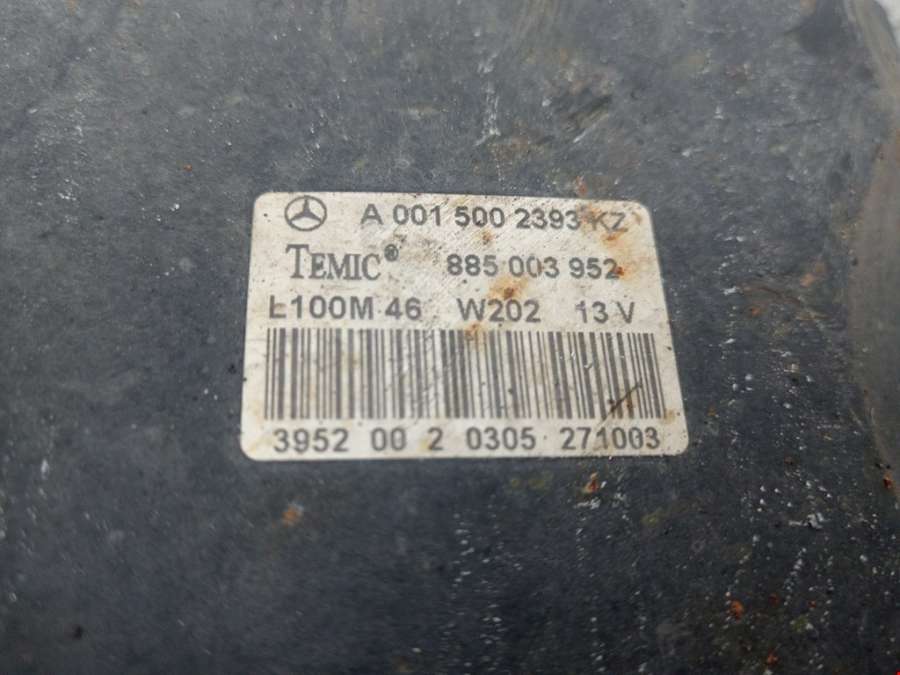 A 001 500 2393 KZ
TEMIC® 885 003 952
L100M 46 W202 13 V
3952 00 2 0305 271003